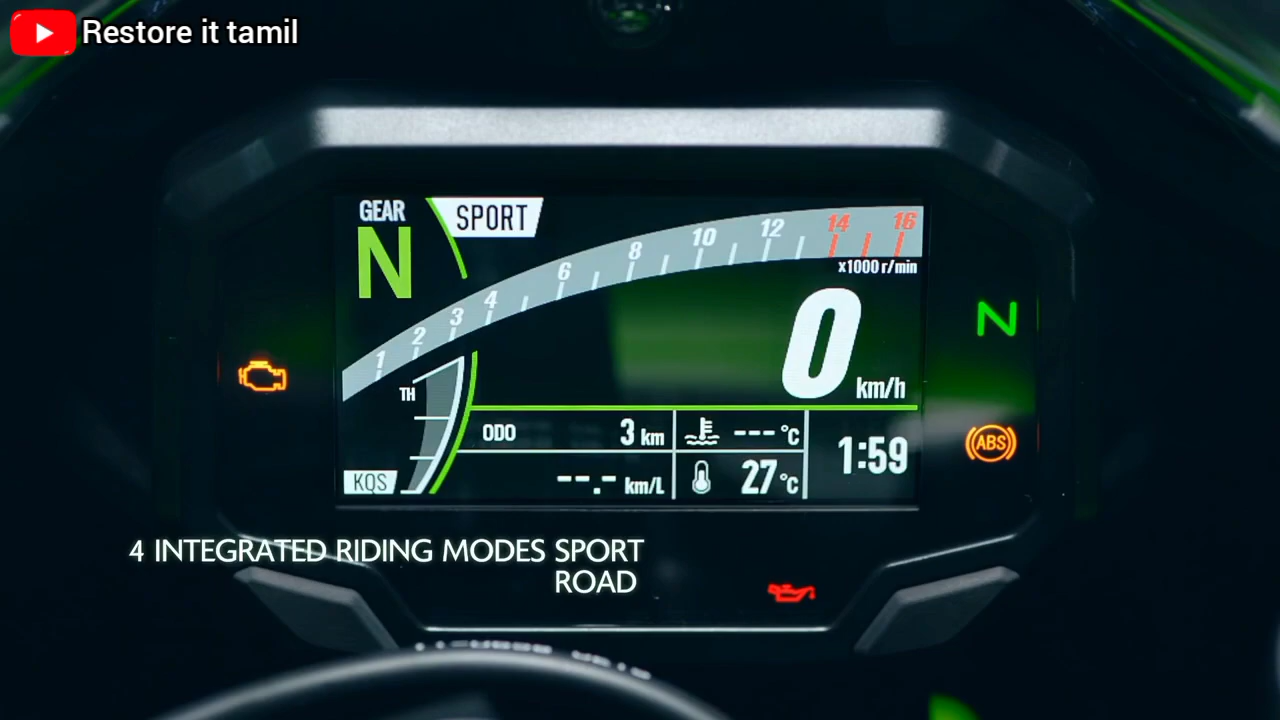 Restore it tamil
GEAR
N
SPORT
1 2 3 4 6 8 10 12 14 16
x1000 r/min
0 km/h
N
TH
ODO 3 km
---°C
1:59
ABS
KQS
--.- km/L
27°C
4 INTEGRATED RIDING MODES SPORT
ROAD